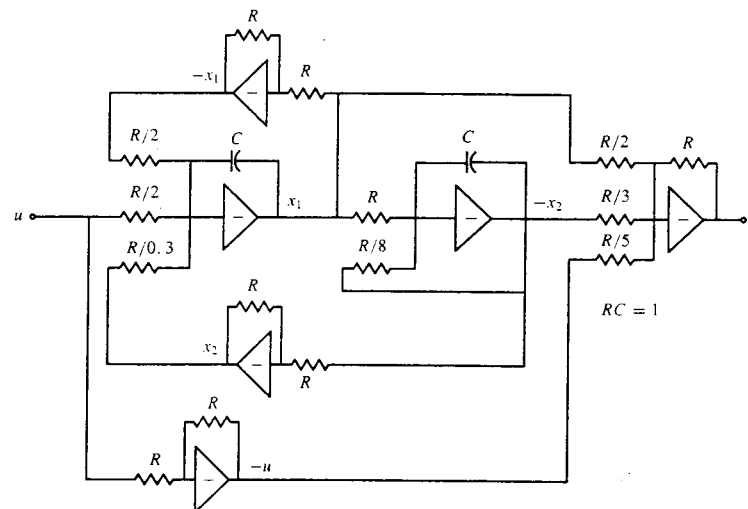 R
−x₁
R
R/2
C
C
R/2
R
u
R/2
x₁
R
−x₂
R/3
R/0.3
R/8
R/5
RC = 1
R
x₂
R
R
R
−u